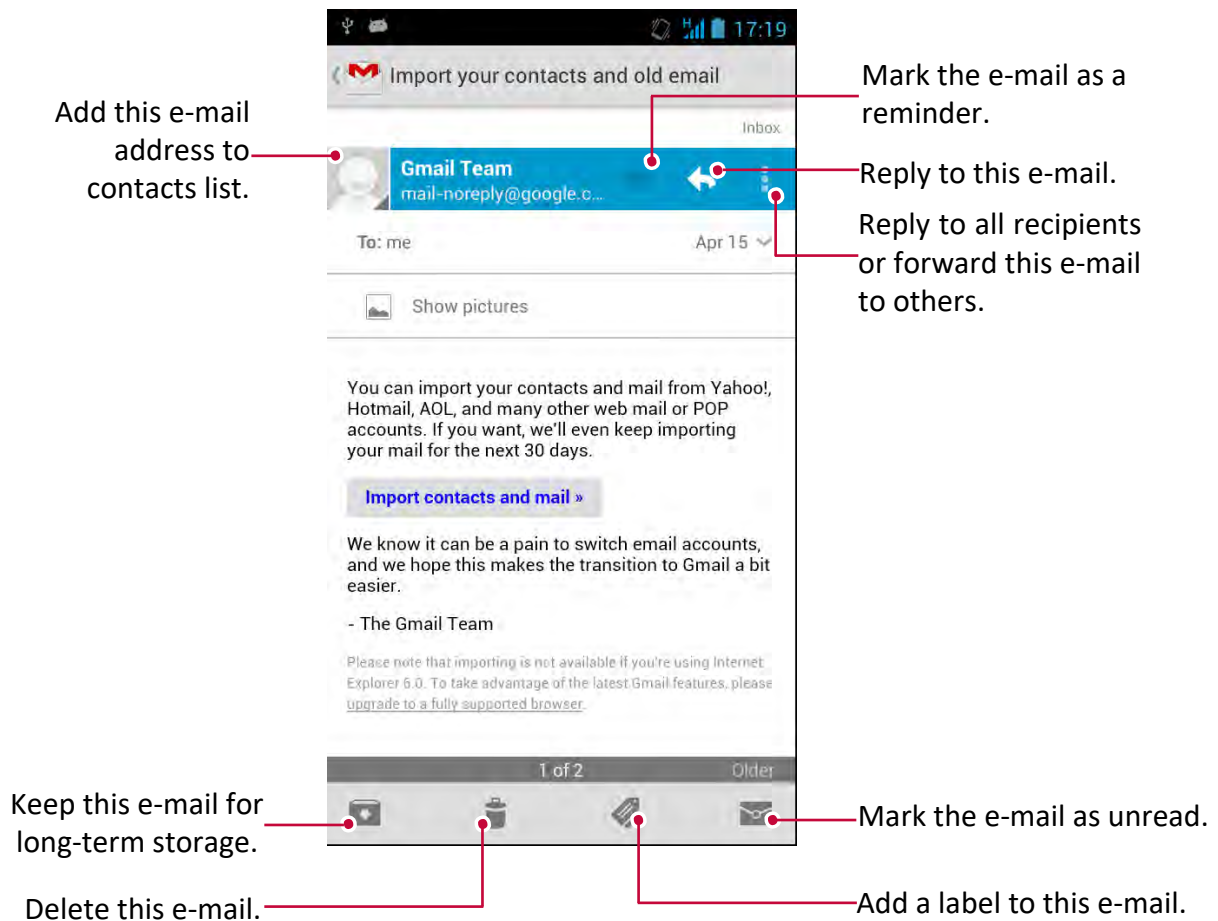 H 17:19
Import your contacts and old email
Mark the e-mail as a
reminder.
Add this e-mail
address to
contacts list.
Inbox
Gmail Team
mail-noreply@google.c...
Reply to this e-mail.
Reply to all recipients
or forward this e-mail
to others.
To: me
Apr 15
Show pictures
You can import your contacts and mail from Yahoo!,
Hotmail, AOL, and many other web mail or POP
accounts. If you want, we'll even keep importing
your mail for the next 30 days.
Import contacts and mail »
We know it can be a pain to switch email accounts,
and we hope this makes the transition to Gmail a bit
easier.
- The Gmail Team
Please note that importing is not available if you're using Internet
Explorer 6.0. To take advantage of the latest Gmail features, please
upgrade to a fully supported browser.
1 of 2
Older
Keep this e-mail for
long-term storage.
Mark the e-mail as unread.
Delete this e-mail.
Add a label to this e-mail.